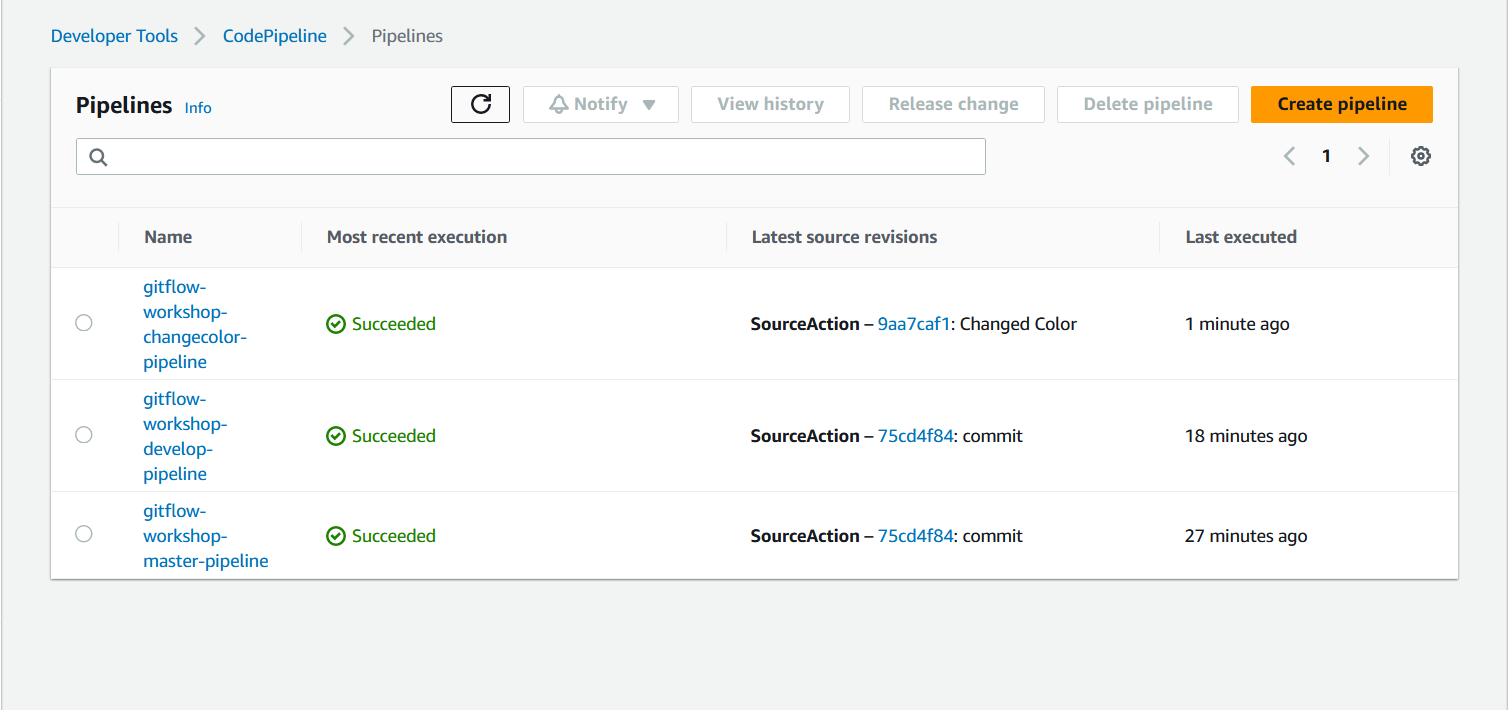 Developer Tools CodePipeline Pipelines
Pipelines Info Notify View history Release change Delete pipeline Create pipeline
1
Name Most recent execution Latest source revisions Last executed
gitflow-
workshop-
changecolor-
pipeline
Succeeded SourceAction – 9aa7caf1: Changed Color 1 minute ago
gitflow-
workshop-
develop-
pipeline
Succeeded SourceAction – 75cd4f84: commit 18 minutes ago
gitflow-
workshop-
master-pipeline
Succeeded SourceAction – 75cd4f84: commit 27 minutes ago